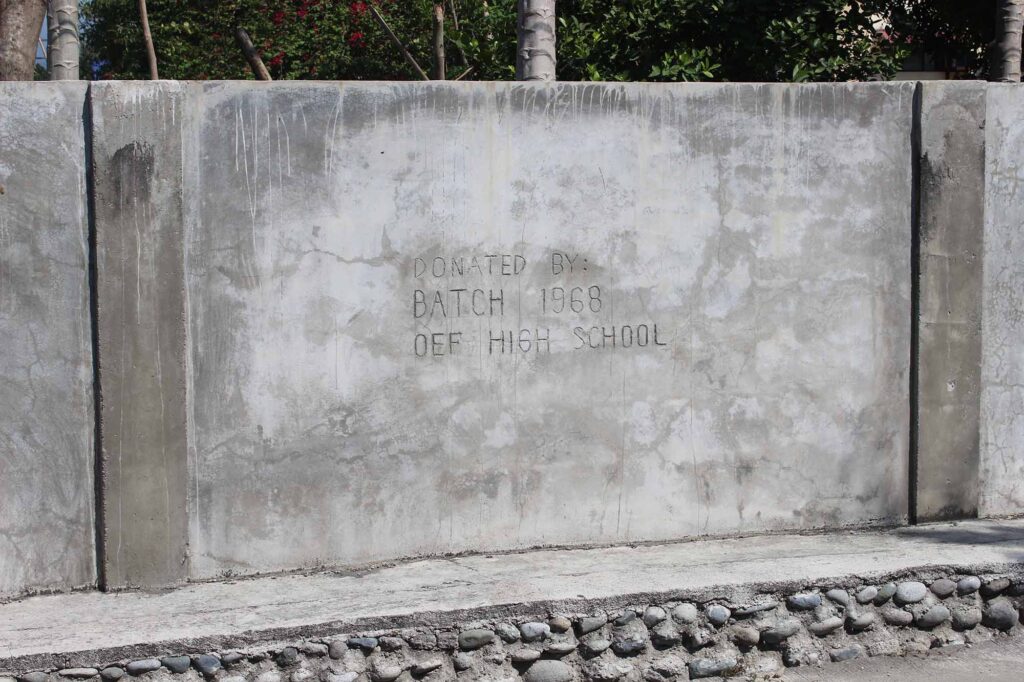 DONATED BY:
BATCH 1968
OEF HIGH SCHOOL